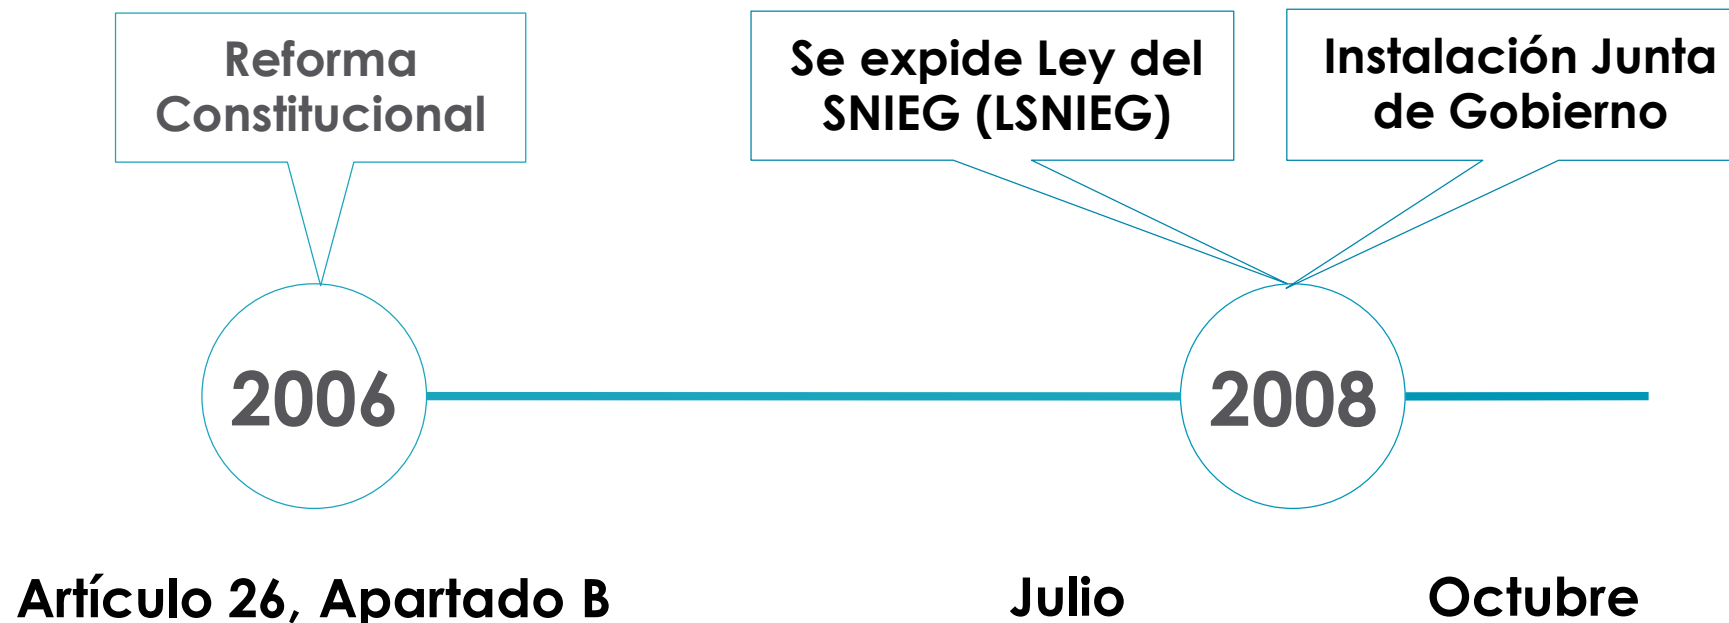 Reforma
Constitucional
Se expide Ley del
SNIEG (LSNIEG)
Instalación Junta
de Gobierno
2006
2008
Artículo 26, Apartado B
Julio
Octubre